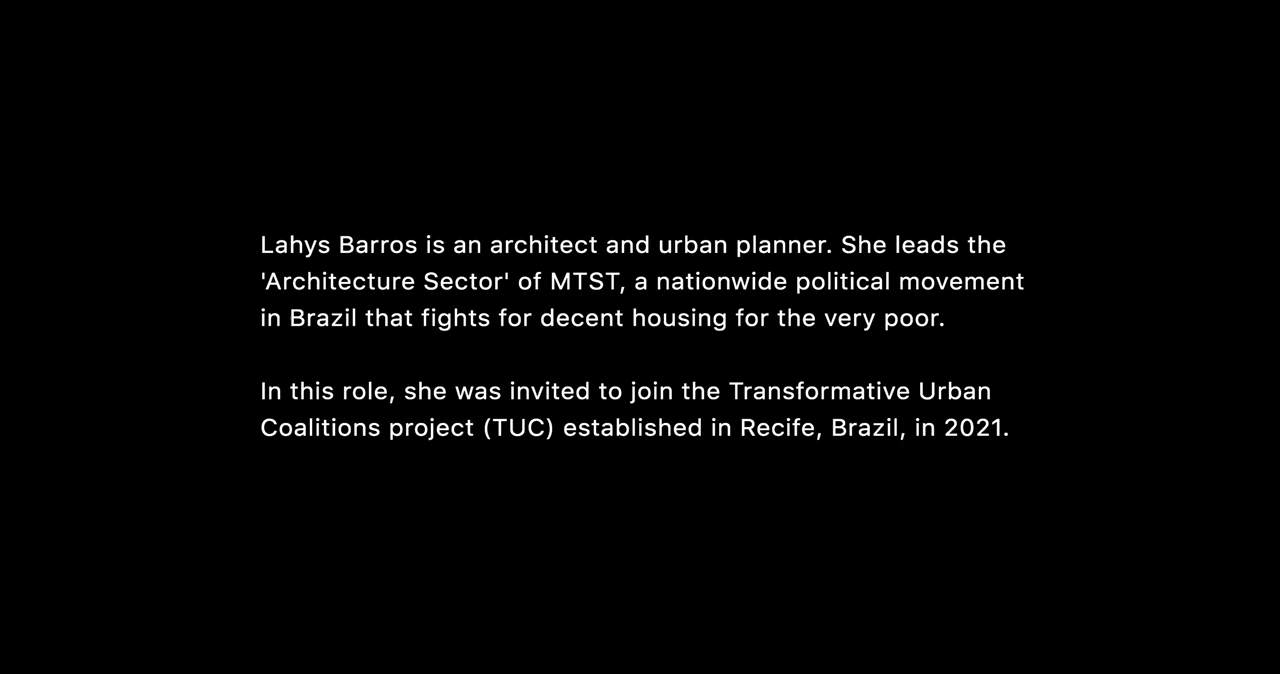 Lahys Barros is an architect and urban planner. She leads the
'Architecture Sector' of MTST, a nationwide political movement
in Brazil that fights for decent housing for the very poor.
In this role, she was invited to join the Transformative Urban
Coalitions project (TUC) established in Recife, Brazil, in 2021.